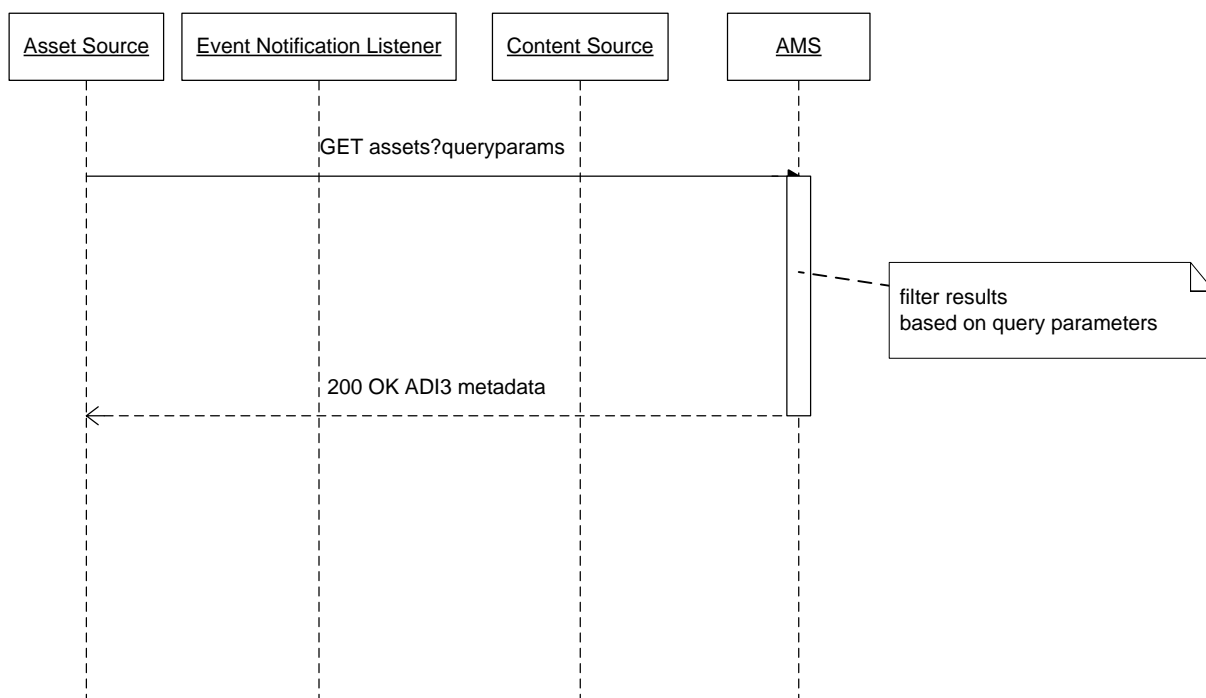 Asset Source
Event Notification Listener
Content Source
AMS
GET assets?queryparams
filter results
based on query parameters
200 OK ADI3 metadata